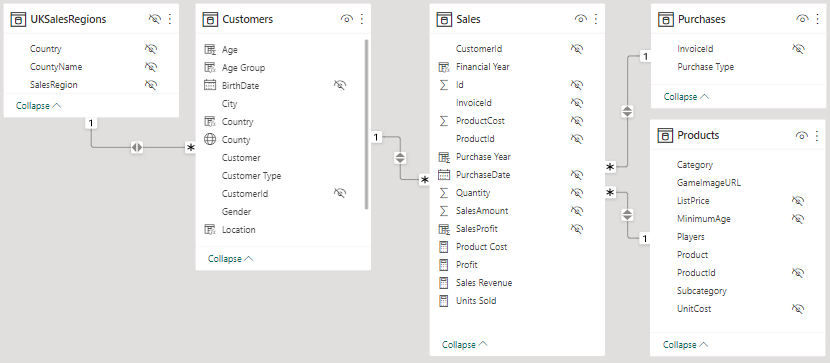 UKSalesRegions
Country
CountyName
SalesRegion
Collapse
1
*
Customers
Age
Age Group
BirthDate
City
Country
County
Customer
Customer Type
CustomerId
Gender
Location
Collapse
1
*
Sales
CustomerId
Financial Year
Id
InvoiceId
ProductCost
ProductId
Purchase Year
PurchaseDate
Quantity
SalesAmount
SalesProfit
Product Cost
Profit
Sales Revenue
Units Sold
Collapse
*
*
1
1
Purchases
InvoiceId
Purchase Type
Collapse
Products
Category
GameImageURL
ListPrice
MinimumAge
Players
Product
ProductId
Subcategory
UnitCost
Collapse